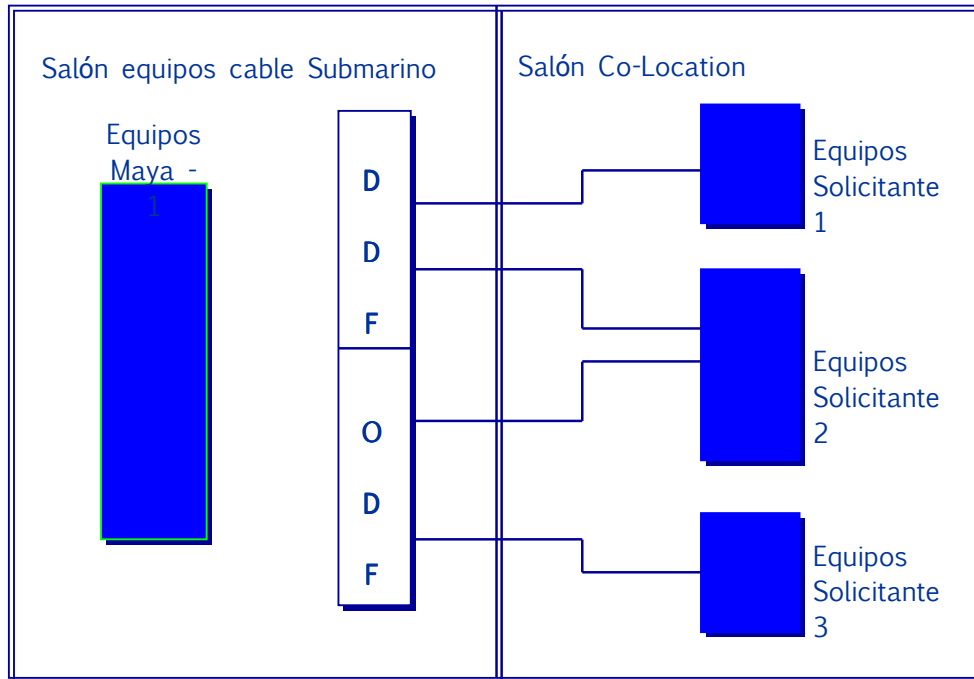 Salón equipos cable Submarino
Salón Co-Location
Equipos
Maya -
1
D
D
F
O
D
F
Equipos
Solicitante
1
Equipos
Solicitante
2
Equipos
Solicitante
3